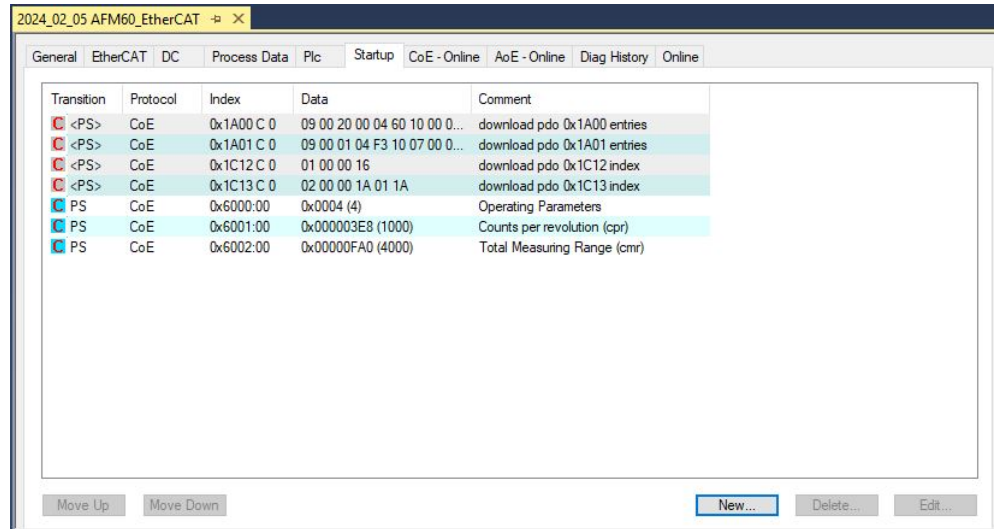 2024_02_05 AFM60_EtherCAT
General EtherCAT DC Process Data Plc Startup CoE - Online AoE - Online Diag History Online
Transition Protocol Index Data Comment
C <PS> CoE 0x1A00 C 0 09 00 20 00 04 60 10 00 0... download pdo 0x1A00 entries
C <PS> CoE 0x1A01 C 0 09 00 01 04 F3 10 07 00 0... download pdo 0x1A01 entries
C <PS> CoE 0x1C12 C 0 01 00 00 16 download pdo 0x1C12 index
C <PS> CoE 0x1C13 C 0 02 00 00 1A 01 1A download pdo 0x1C13 index
C PS CoE 0x6000:00 0x0004 (4) Operating Parameters
C PS CoE 0x6001:00 0x000003E8 (1000) Counts per revolution (cpr)
C PS CoE 0x6002:00 0x00000FA0 (4000) Total Measuring Range (cmr)
Move Up Move Down New... Delete... Edit...